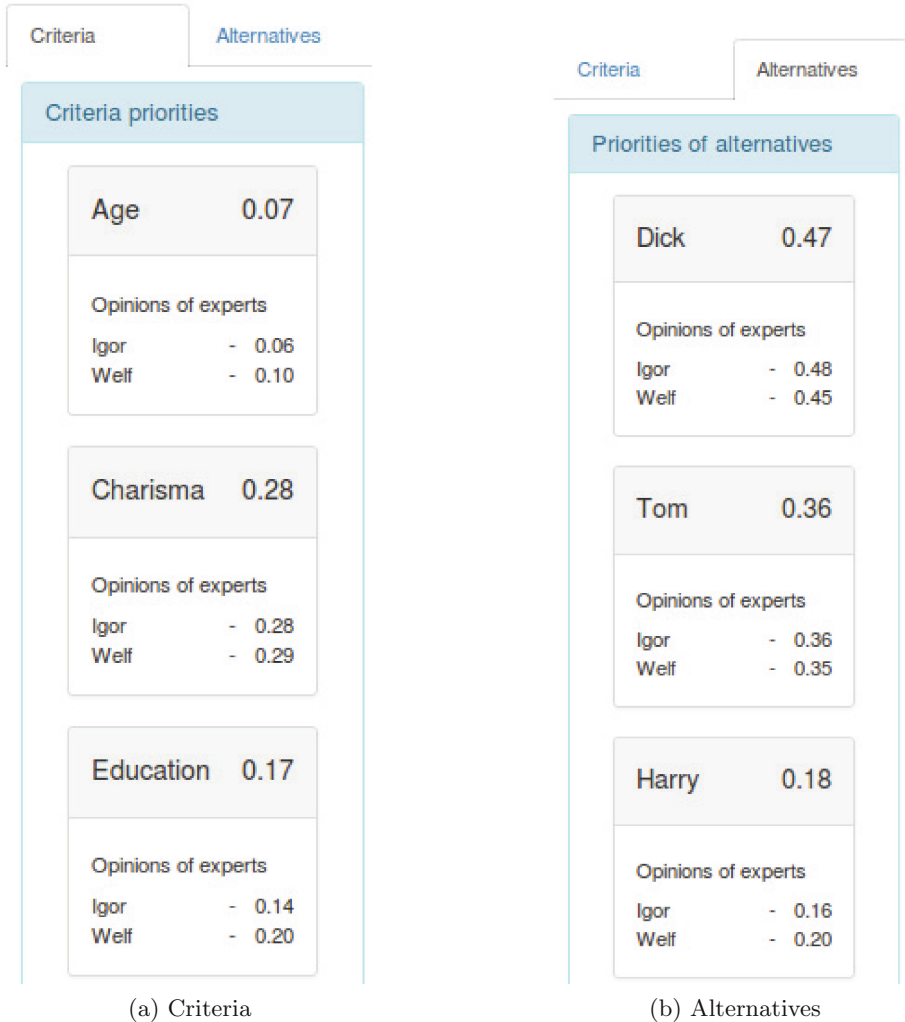 Criteria Alternatives
Criteria priorities
Age 0.07
Opinions of experts
Igor - 0.06
Welf - 0.10
Charisma 0.28
Opinions of experts
Igor - 0.28
Welf - 0.29
Education 0.17
Opinions of experts
Igor - 0.14
Welf - 0.20
(a) Criteria
Criteria Alternatives
Priorities of alternatives
Dick 0.47
Opinions of experts
Igor - 0.48
Welf - 0.45
Tom 0.36
Opinions of experts
Igor - 0.36
Welf - 0.35
Harry 0.18
Opinions of experts
Igor - 0.16
Welf - 0.20
(b) Alternatives